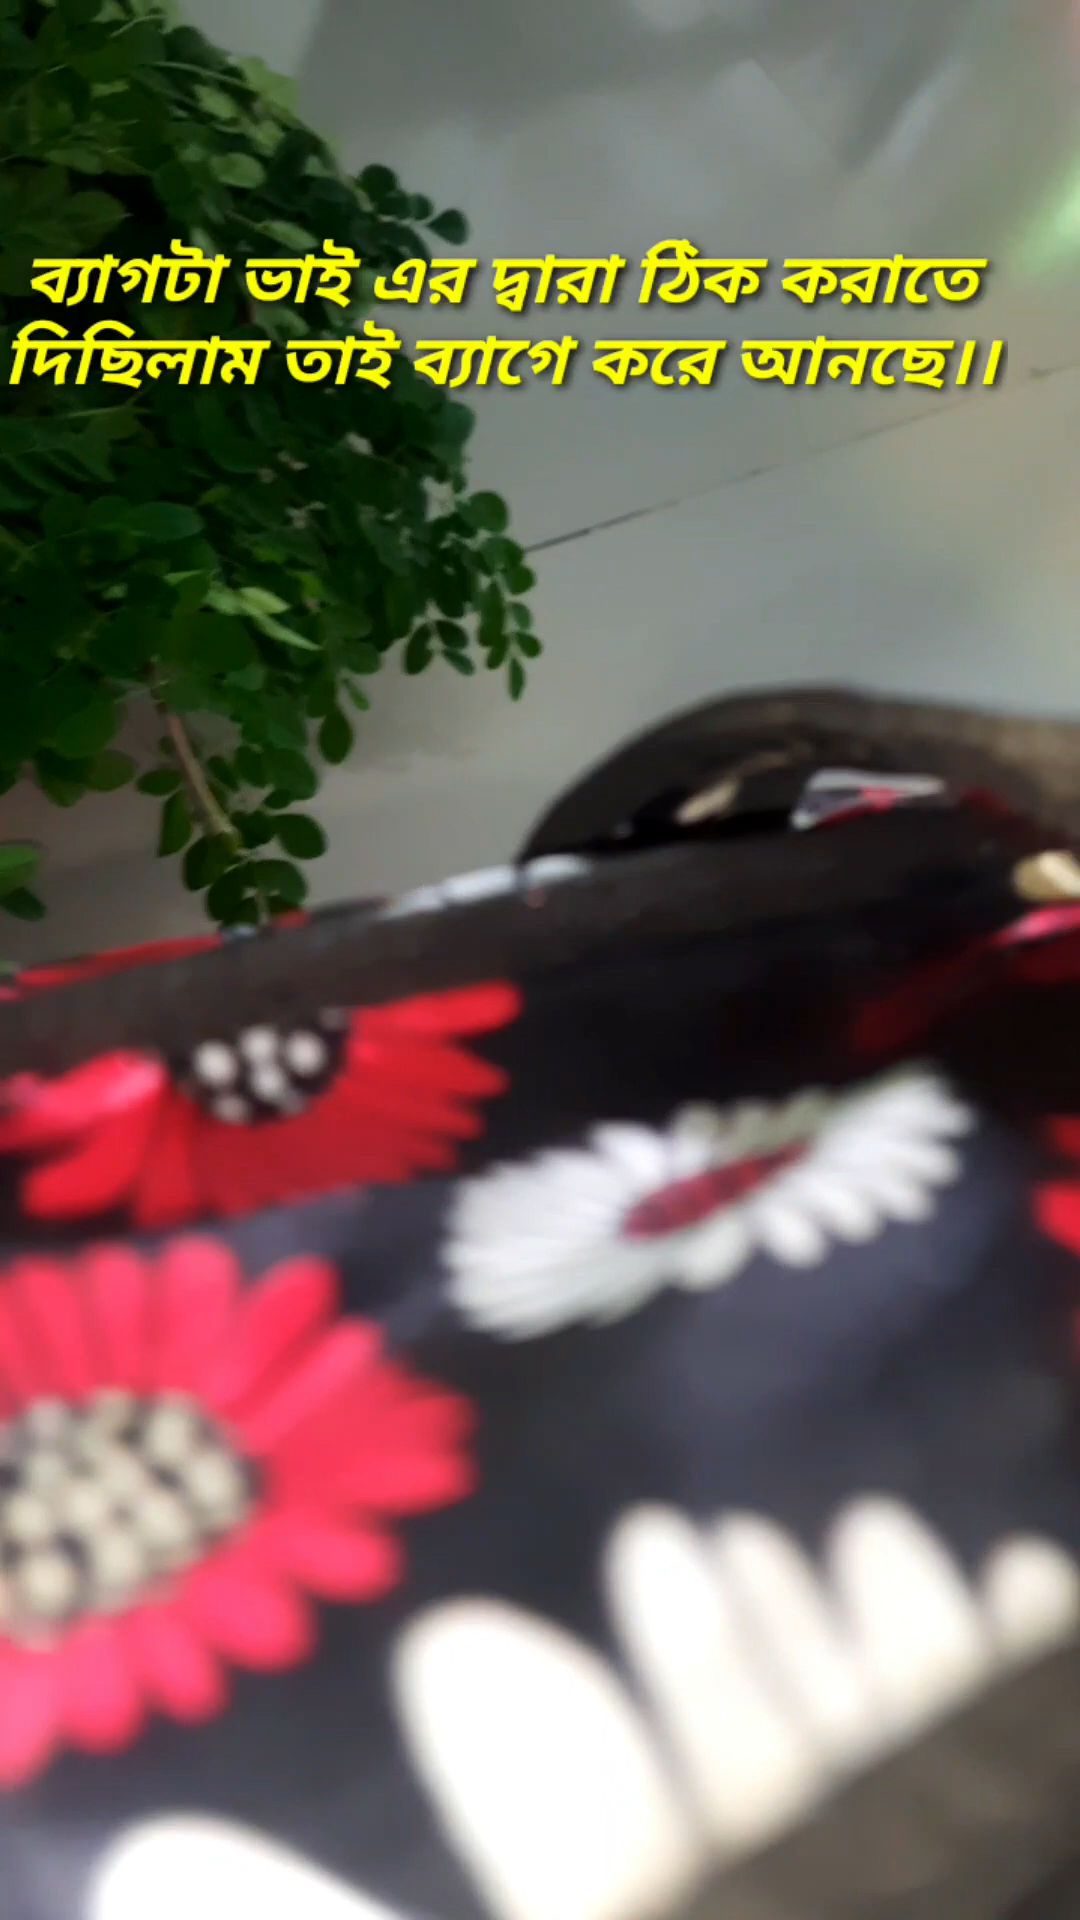 ব্যাগটা ভাই এর দ্বারা ঠিক করাতে
দিছিলাম তাই ব্যাগে করে আনছে।।